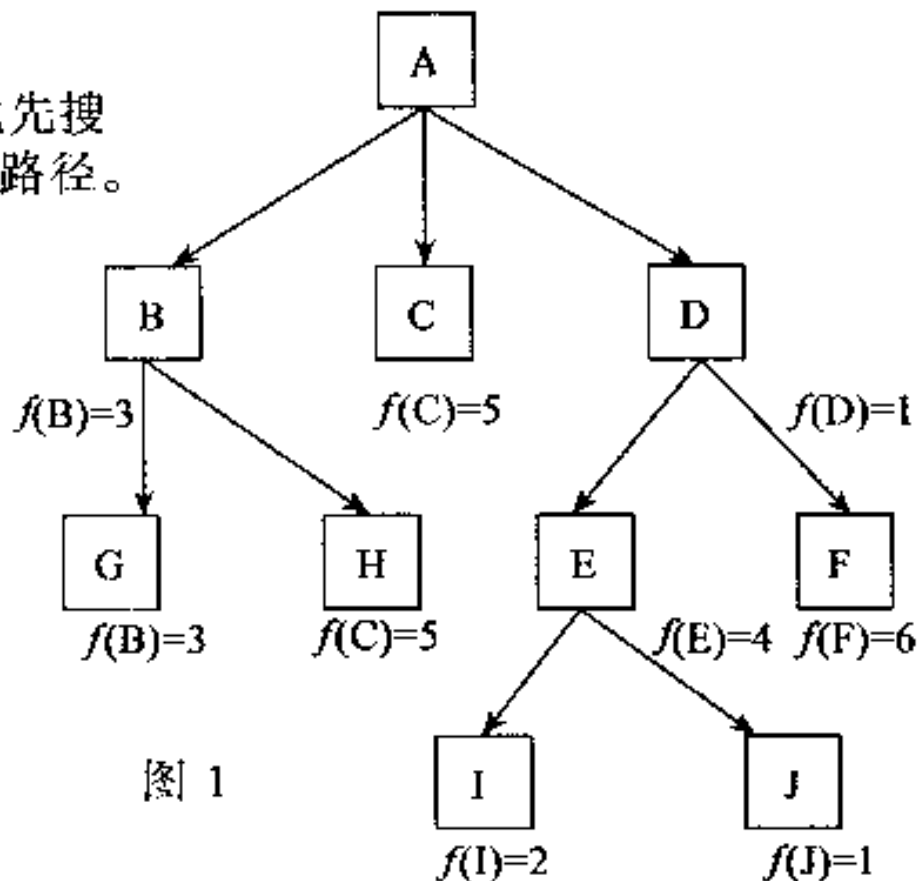 A
先搜
路径。
B
C
D
f(B)=3
f(C)=5
f(D)=1
G
H
E
F
f(B)=3
f(C)=5
f(E)=4
f(F)=6
图 1
I
J
f(I)=2
f(J)=1